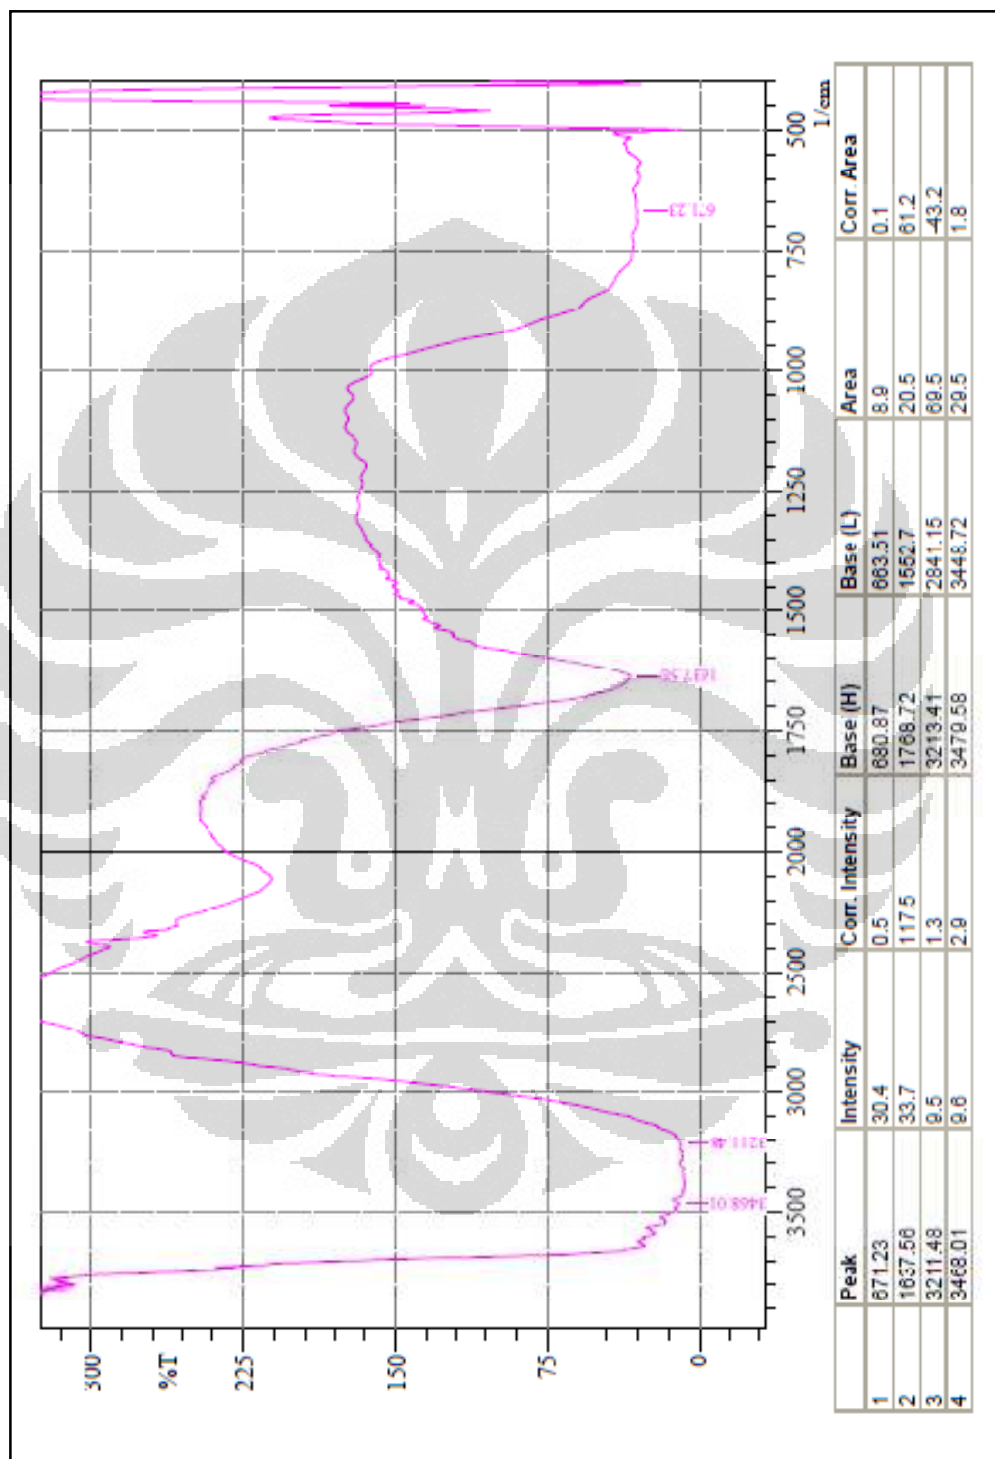 300
%T
225
150
75
0
3500 3000 2500 2000 1750 1500 1250 1000 750 500
1/cm
3468.01 3211.48 1637.56 671.23
Peak Intensity Corr. Intensity Base (H) Base (L) Area Corr. Area
1 671.23 30.4 0.5 680.87 663.51 8.9 0.1
2 1637.56 33.7 117.5 1768.72 1552.7 20.5 61.2
3 3211.48 9.5 1.3 3213.41 2841.15 69.5 -43.2
4 3468.01 9.6 2.9 3479.58 3448.72 29.5 1.8